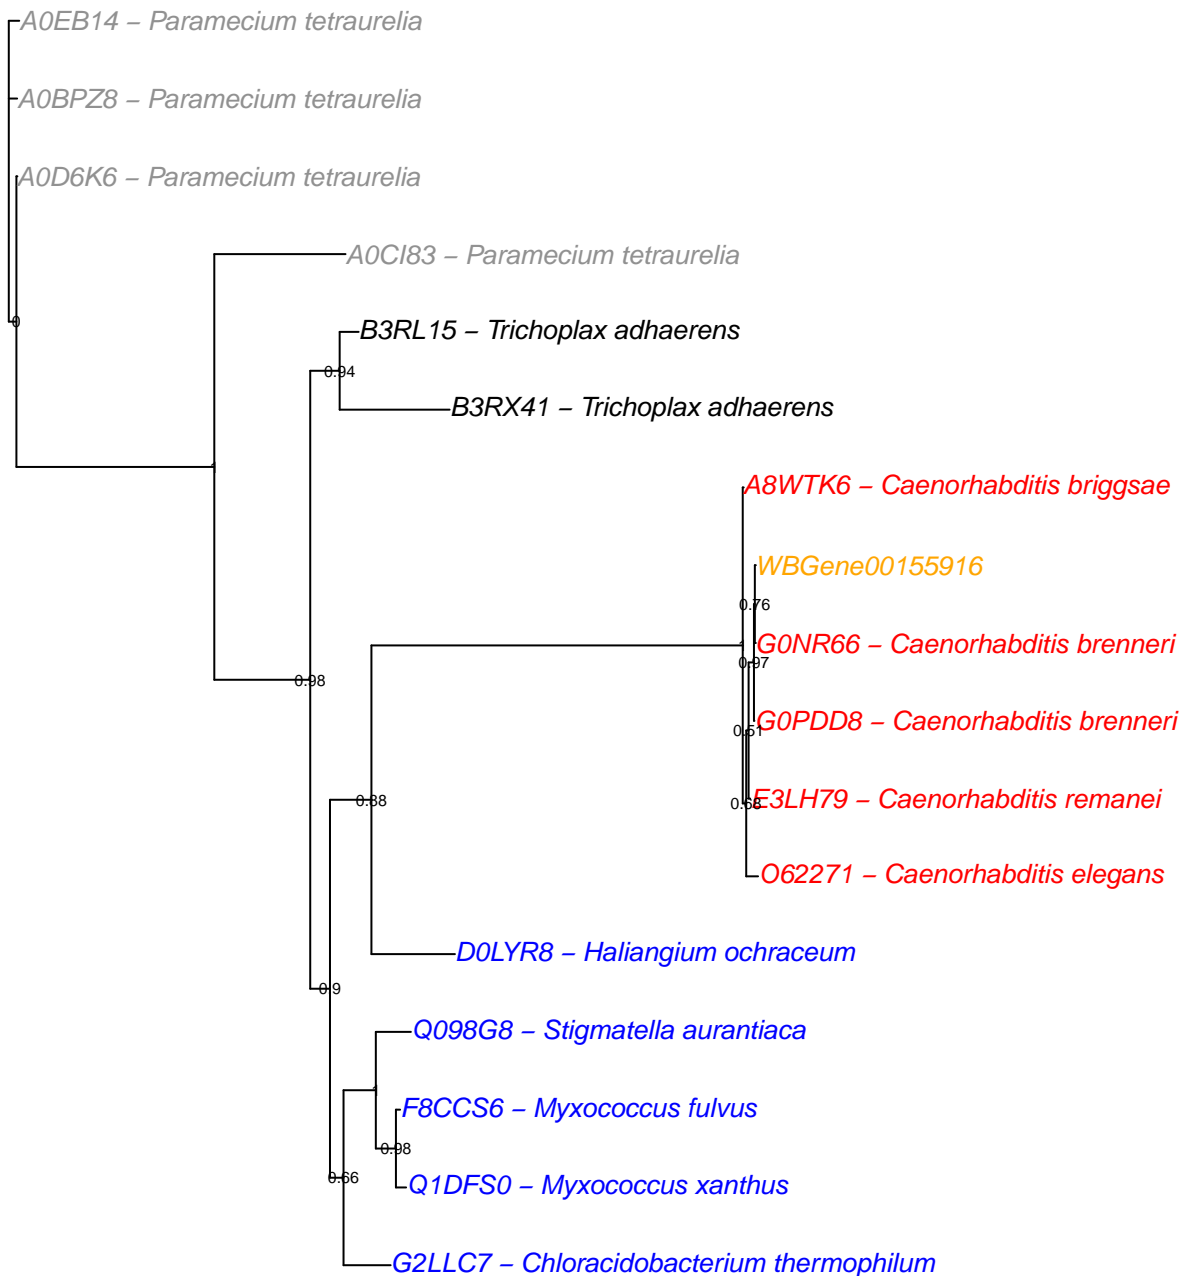 A0EB14 – Paramecium tetraurelia
A0BPZ8 – Paramecium tetraurelia
A0D6K6 – Paramecium tetraurelia
A0CI83 – Paramecium tetraurelia
0
B3RL15 – Trichoplax adhaerens
0.94
B3RX41 – Trichoplax adhaerens
1
A8WTK6 – Caenorhabditis briggsae
WBGene00155916
0.76
1
G0NR66 – Caenorhabditis brenneri
0.97
0.98
G0PDD8 – Caenorhabditis brenneri
0.51
0.88
0.68
E3LH79 – Caenorhabditis remanei
O62271 – Caenorhabditis elegans
D0LYR8 – Haliangium ochraceum
0.9
Q098G8 – Stigmatella aurantiaca
1
F8CCS6 – Myxococcus fulvus
0.98
0.66
Q1DFS0 – Myxococcus xanthus
G2LLC7 – Chloracidobacterium thermophilum